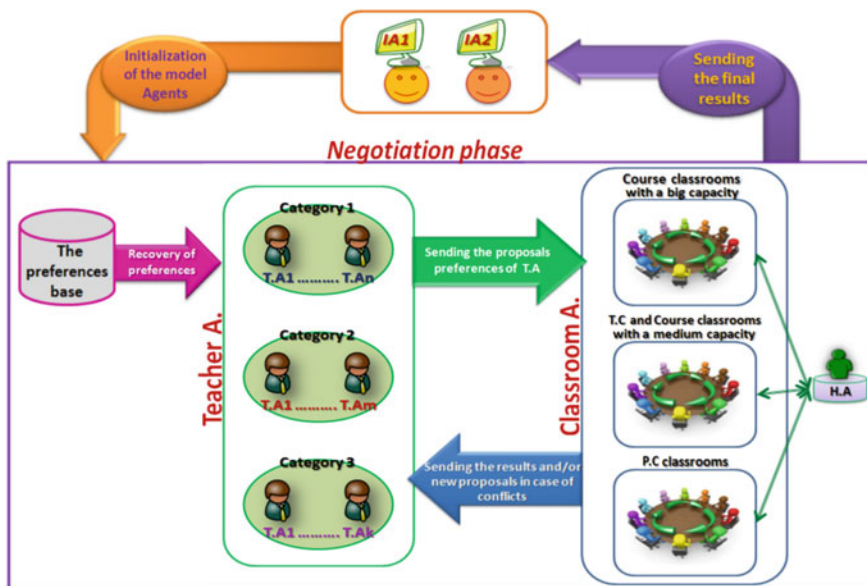 IA1
IA2
Initialization
of the model
Agents
Sending
the final
results
Negotiation phase
The
preferences
base
Recovery of
preferences
Teacher A.
Category 1
T.A1 .......... T.An
Category 2
T.A1 .......... T.Am
Category 3
T.A1 .......... T.Ak
Sending the proposals
preferences of T.A
Sending the results and/or
new proposals in case of
conflicts
Classroom A.
Course classrooms
with a big capacity
T.C and Course classrooms
with a medium capacity
P.C classrooms
H.A